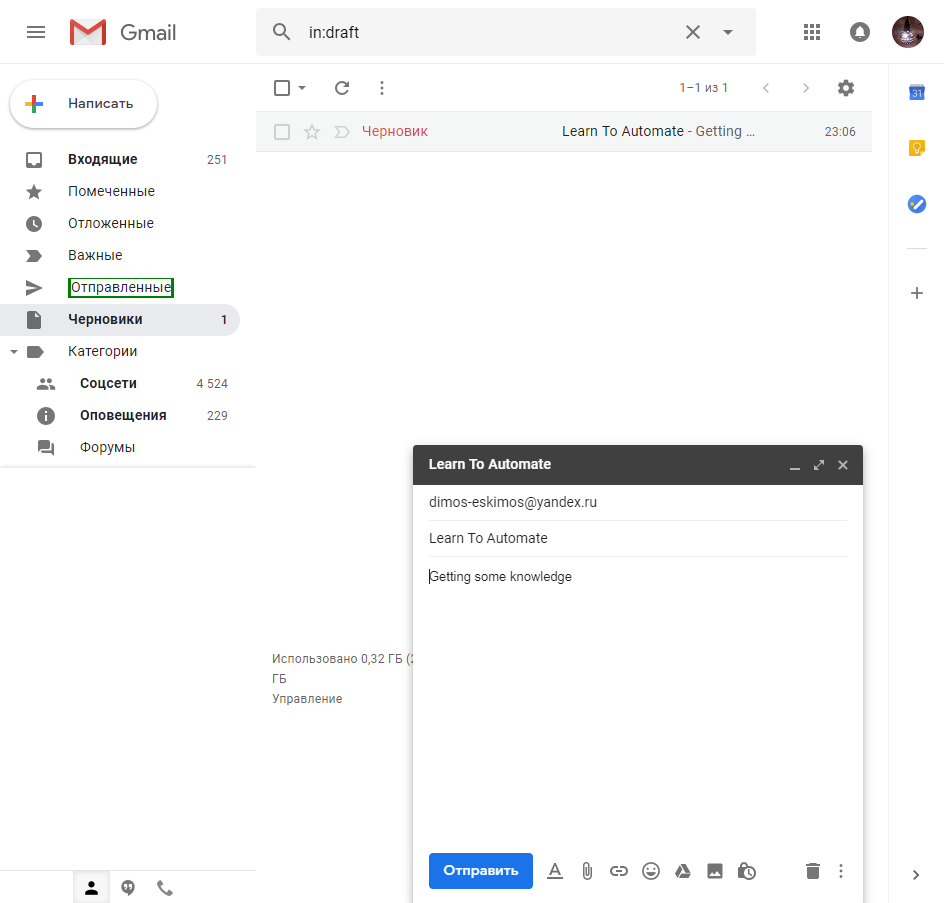 Gmail
in:draft
Написать
1–1 из 1
31
Черновик Learn To Automate - Getting ... 23:06
Входящие 251
Помеченные
Отложенные
Важные
Отправленные
Черновики 1
Категории
Соцсети 4 524
Оповещения 229
Форумы
Learn To Automate
dimos-eskimos@yandex.ru
Learn To Automate
Getting some knowledge
Использовано 0,32 ГБ (
ГБ
Управление
Отправить